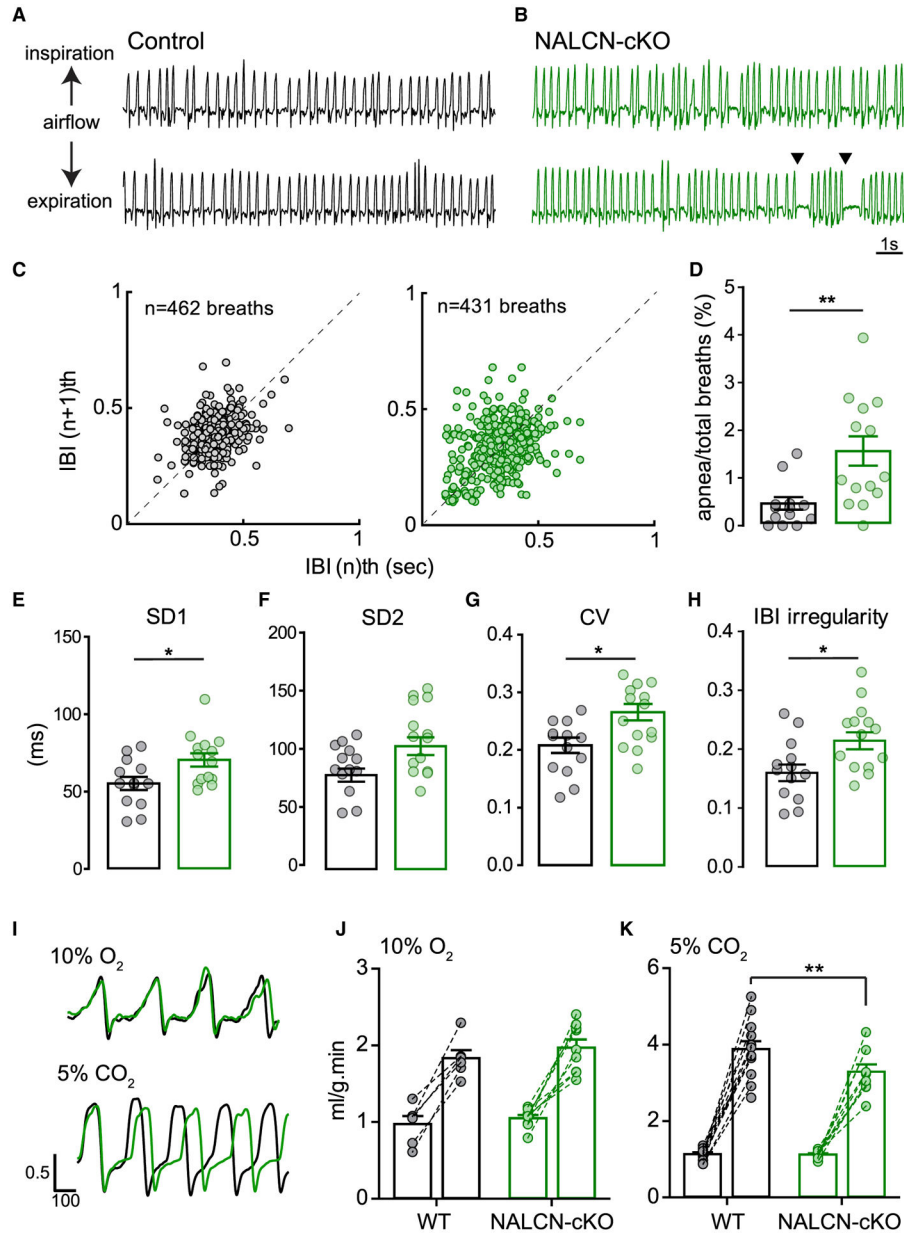 A
Control
inspiration
airflow
expiration
B
NALCN-cKO
1s
C
n=462 breaths
n=431 breaths
1
0.5
0
0.5
1
1
0.5
0
0.5
1
IBI (n+1)th
IBI (n)th (sec)
D
**
5
4
3
2
1
0
apnea/total breaths (%)
E
SD1
*
150
100
50
0
(ms)
F
SD2
200
150
100
50
0
G
CV
*
0.4
0.3
0.2
0.1
0.0
H
IBI irregularity
*
0.4
0.3
0.2
0.1
0.0
I
10% O2
5% CO2
0.5
100
J
10% O2
3
2
1
0
ml/g.min
WT
NALCN-cKO
K
5% CO2
**
6
4
2
0
WT
NALCN-cKO